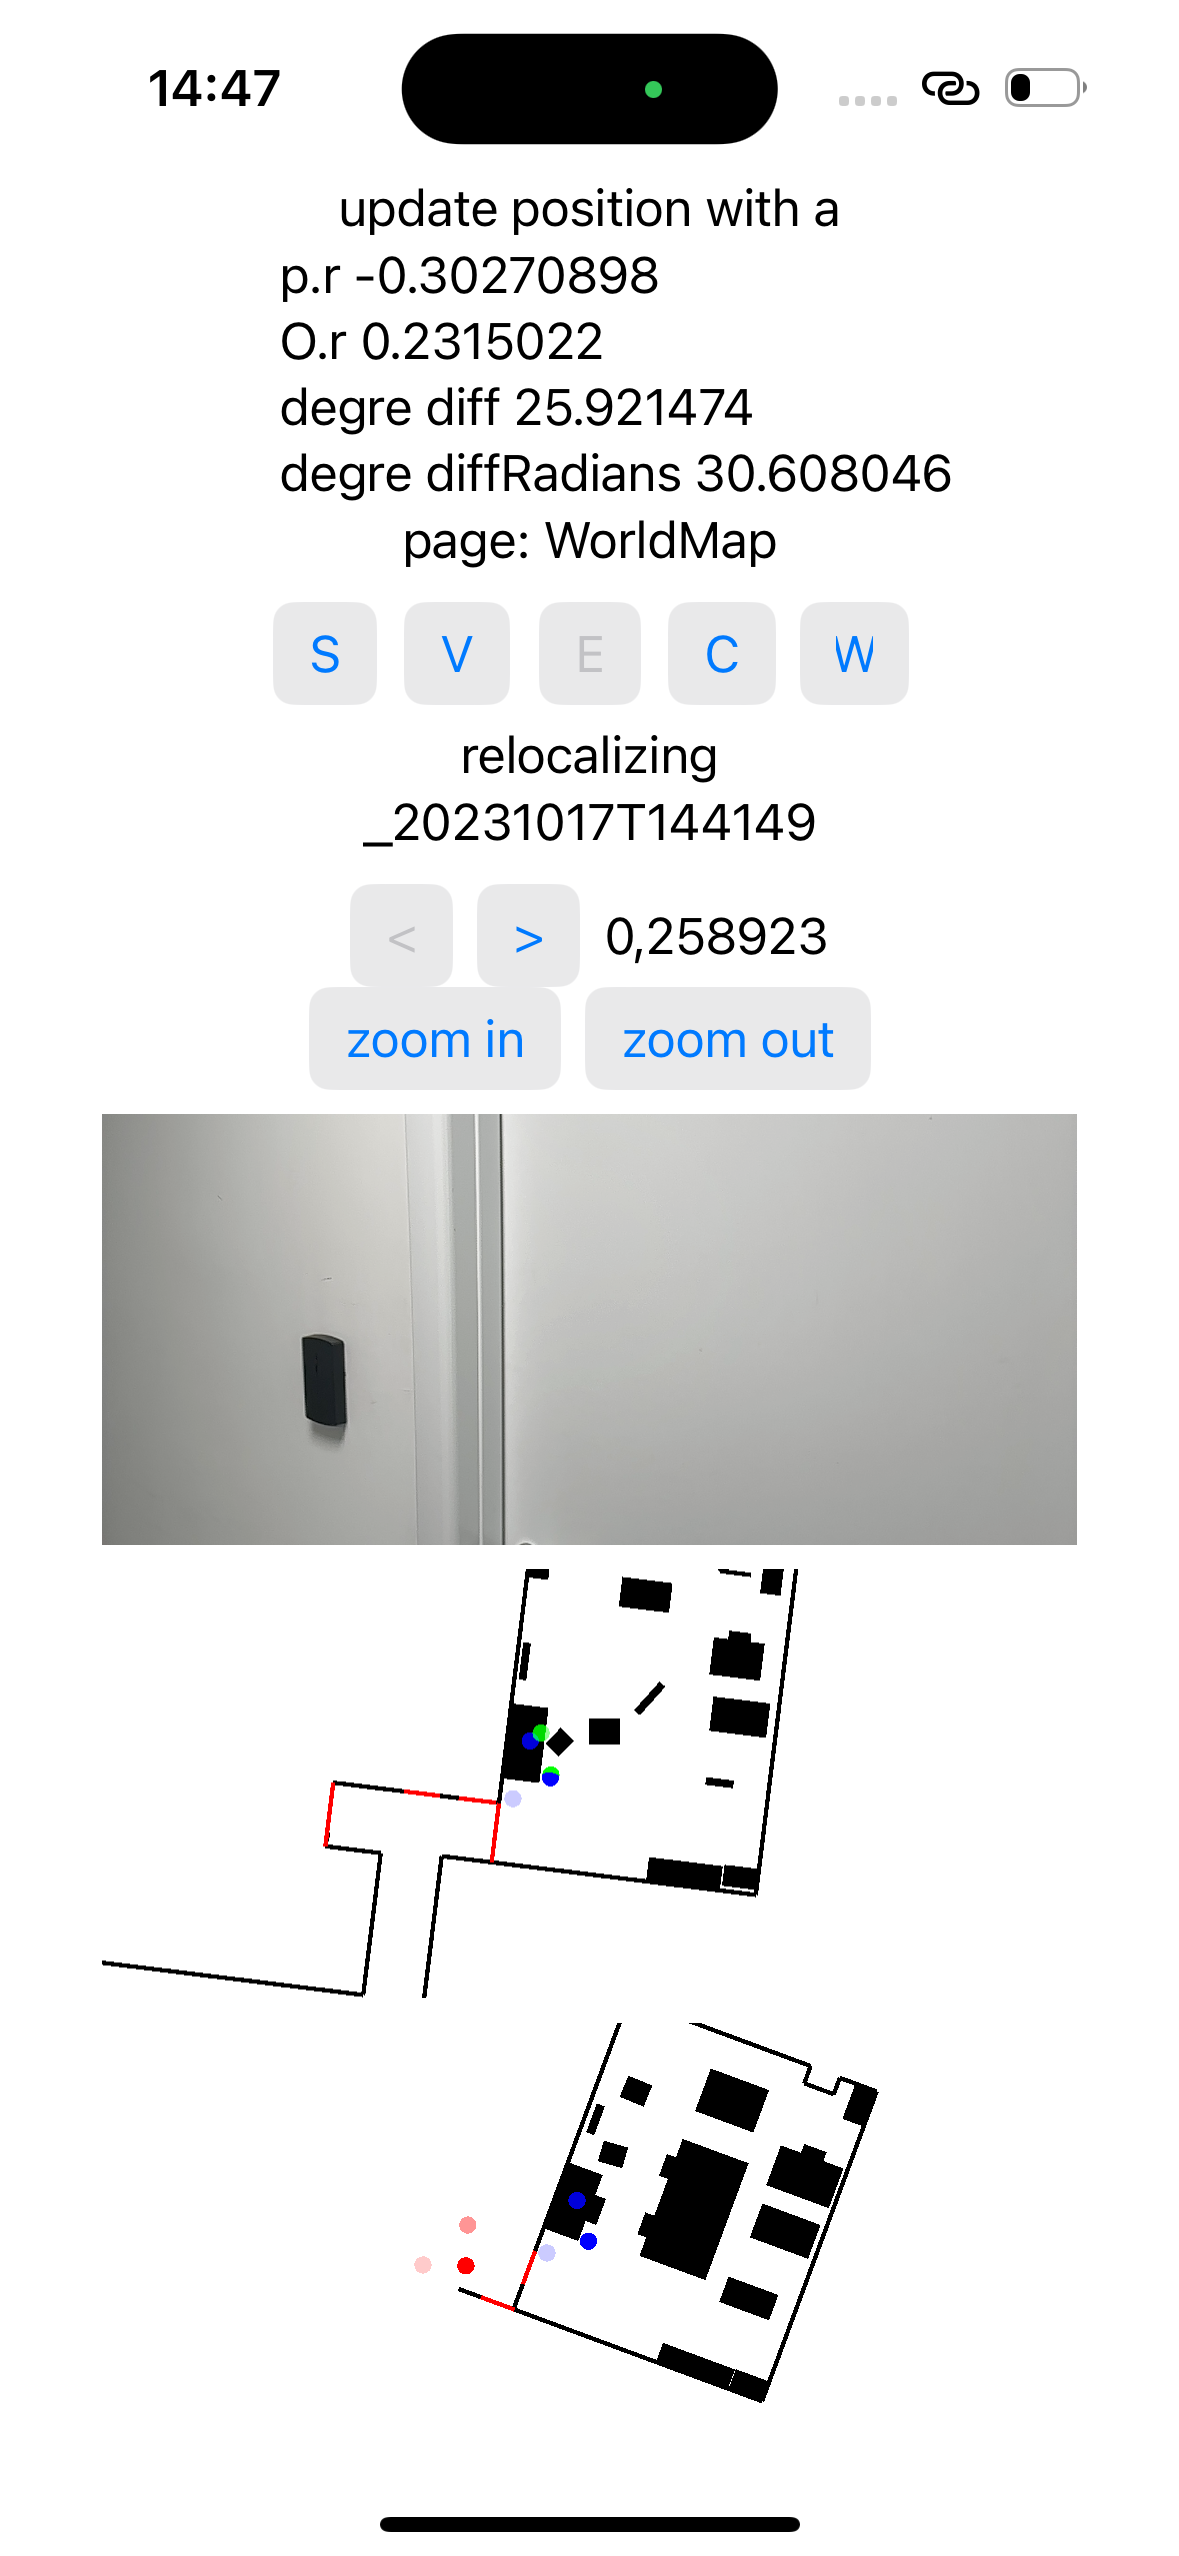 14:47
update position with a
p.r -0.30270898
O.r 0.2315022
degre diff 25.921474
degre diffRadians 30.608046
page: WorldMap
S V E C W
relocalizing
_20231017T144149
< > 0,258923
zoom in zoom out